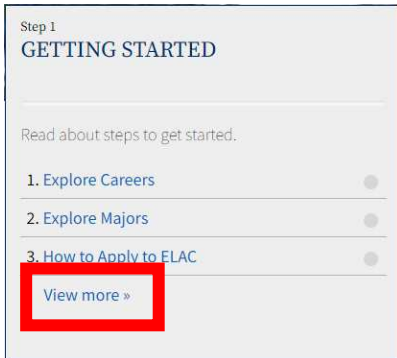 Step 1
GETTING STARTED
Read about steps to get started.
1. Explore Careers
2. Explore Majors
3. How to Apply to ELAC
View more »